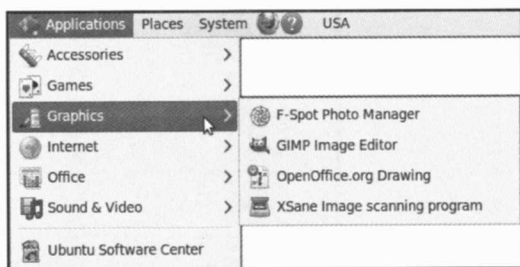 Applications Places System USA
Accessories
Games
Graphics
Internet
Office
Sound & Video
Ubuntu Software Center
F-Spot Photo Manager
GIMP Image Editor
OpenOffice.org Drawing
XSane Image scanning program